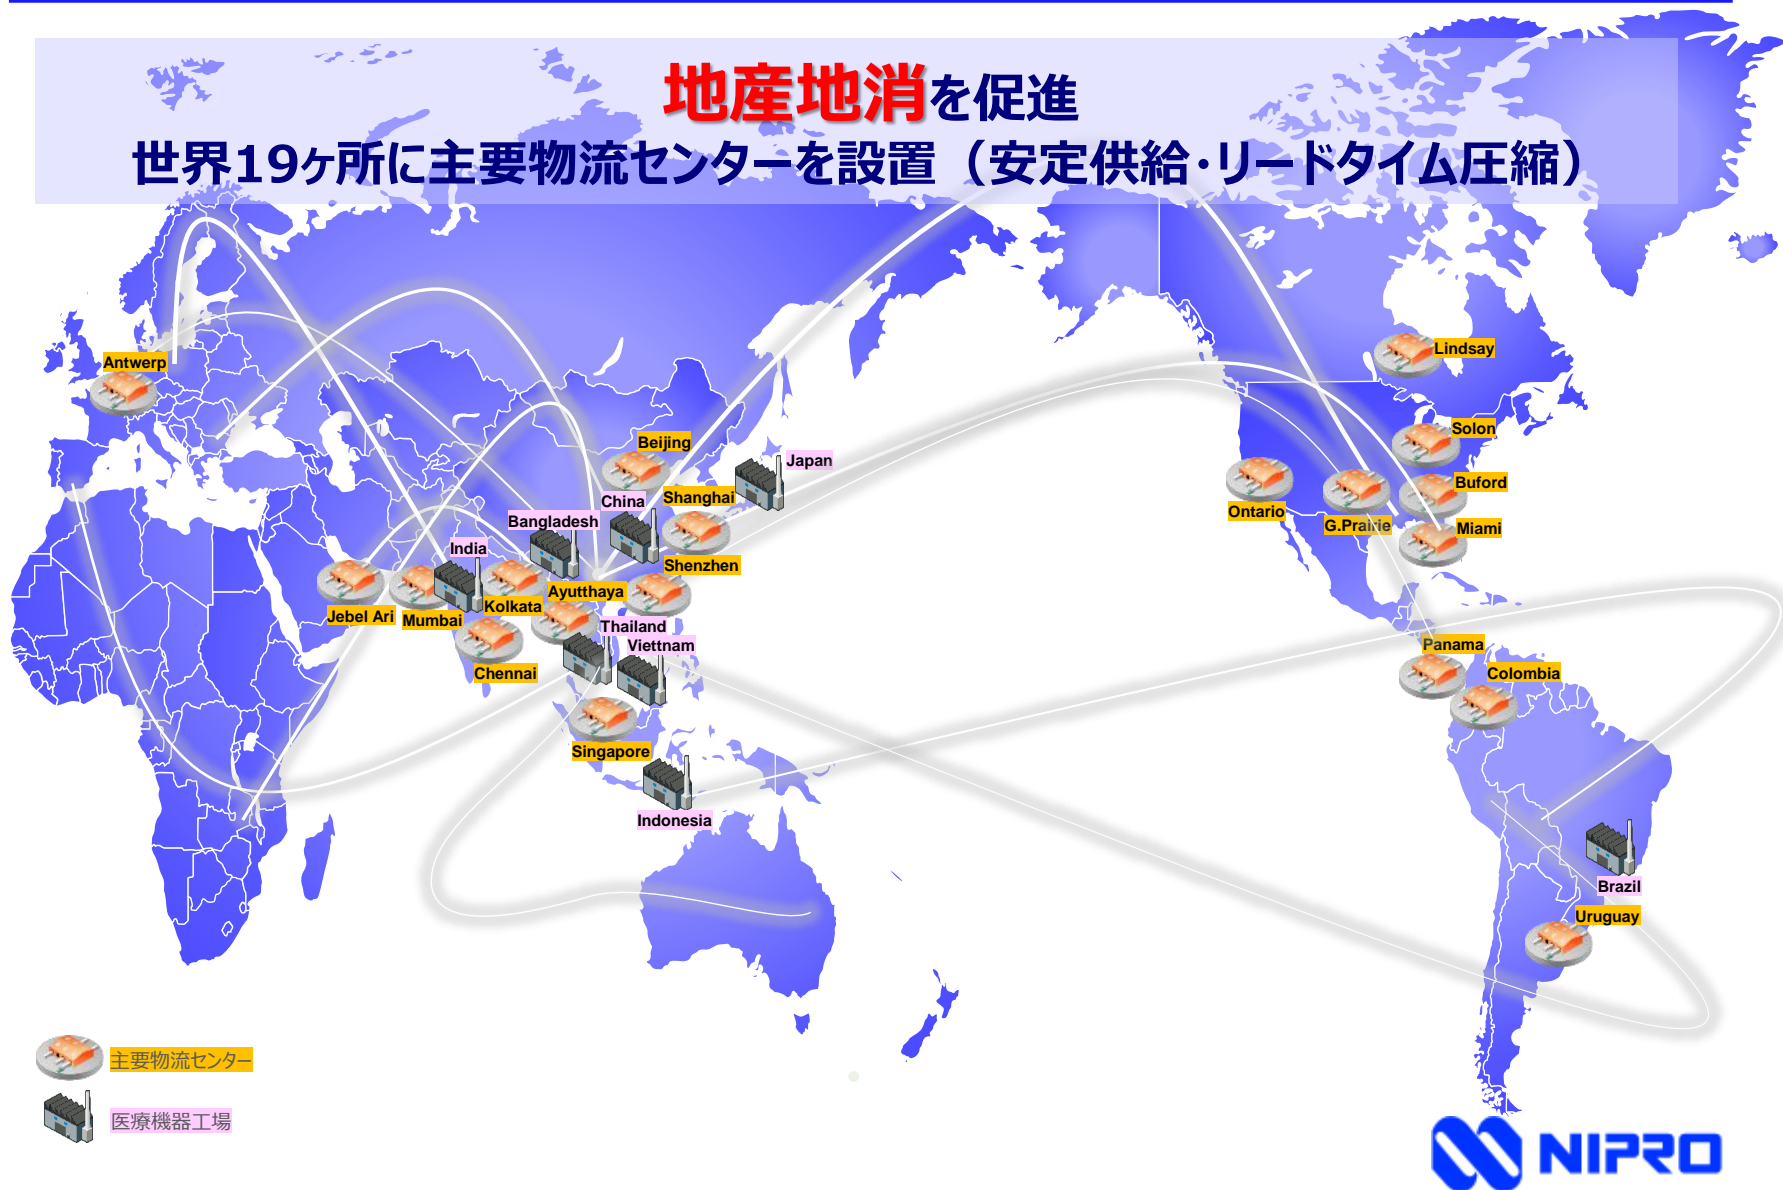 地産地消を促進
世界19ヶ所に主要物流センターを設置（安定供給・リードタイム圧縮）
Antwerp
Lindsay
Solon
Beijing
Japan
Shanghai
China
Buford
Ontario
G.Prairie
Miami
Bangladesh
India
Shenzhen
Ayutthaya
Kolkata
Jebel Ari
Mumbai
Thailand
Viettnam
Chennai
Panama
Colombia
Singapore
Indonesia
Brazil
Uruguay
主要物流センター
医療機器工場
NIPRO